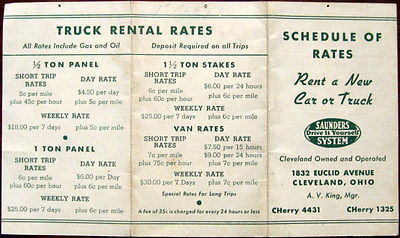 TRUCK RENTAL RATES
All Rates Include Gas and Oil
Deposit Required on all Trips
½ TON PANEL
SHORT TRIP RATES
5c per mile
plus 45c per hour
DAY RATE
$4.50 per day
plus 5c per mile
WEEKLY RATE
$18.00 per 7 days
plus 5c per mile
1 TON PANEL
SHORT TRIP RATES
6c per mile
plus 60c per hour
DAY RATE
$6.00 per 24 hours
plus 6c per mile
WEEKLY RATE
$25.00 per 7 days
plus 6c per mile
1½ TON STAKES
SHORT TRIP RATES
6c per mile
plus 60c per hour
DAY RATE
$6.00 per 24 hours
plus 6c per mile
WEEKLY RATE
$25.00 per 7 days
plus 6c per mile
VAN RATES
SHORT TRIP RATES
7c per mile
75c per hour
DAY RATE
$7.50 per 15 hours
$9.00 per 24 hours
plus 7c per mile
WEEKLY RATE
$30.00 per 7 Days
plus 7c per mile
Special Rates For Long Trips
A fee of 35c is charged for every 24 hours or less
SCHEDULE OF
RATES
Rent a New
Car or Truck
SAUNDERS
Drive It Yourself
SYSTEM
Cleveland Owned and Operated
1832 EUCLID AVENUE
CLEVELAND, OHIO
A. V. King, Mgr.
CHerry 4431
CHerry 1325